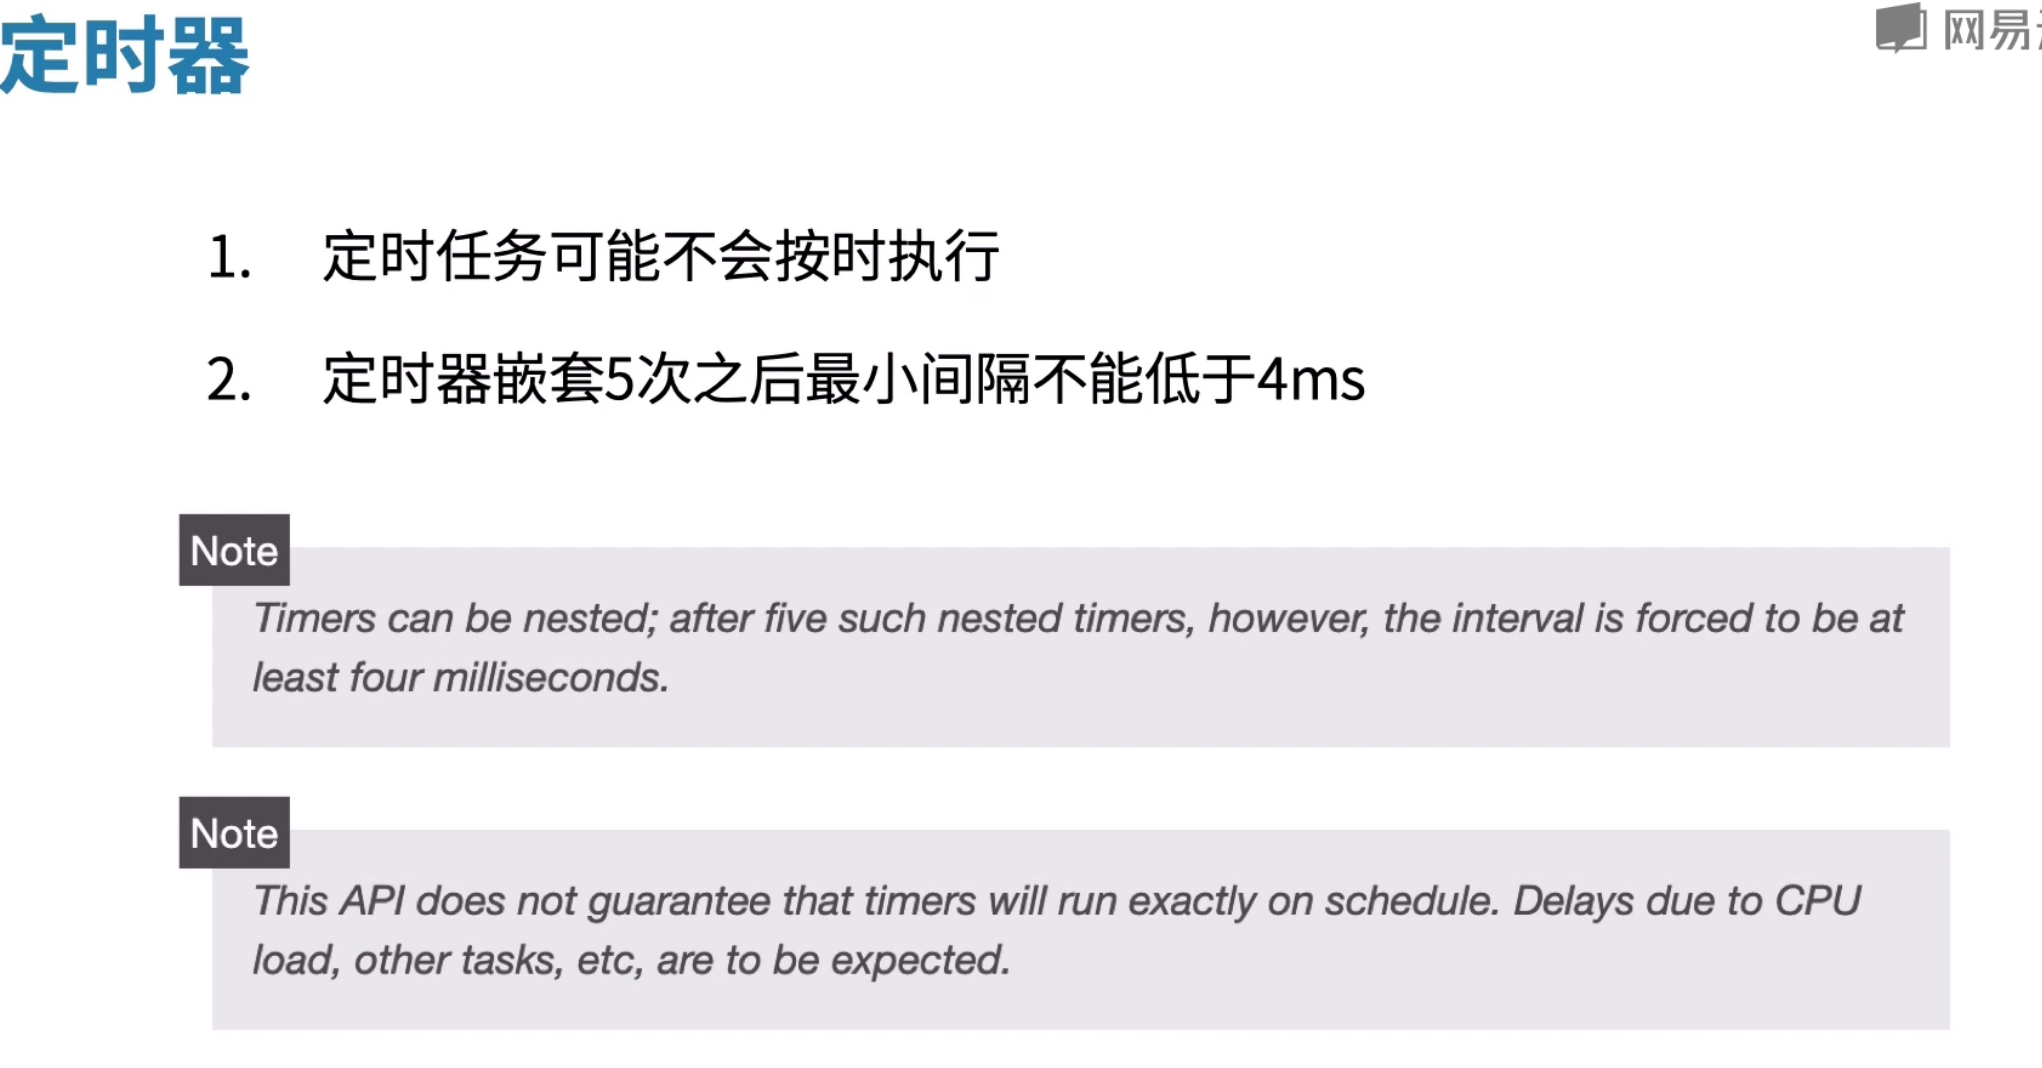 定时器
网易
1. 定时任务可能不会按时执行
2. 定时器嵌套5次之后最小间隔不能低于4ms
Note
Timers can be nested; after five such nested timers, however, the interval is forced to be at
least four milliseconds.
Note
This API does not guarantee that timers will run exactly on schedule. Delays due to CPU
load, other tasks, etc, are to be expected.